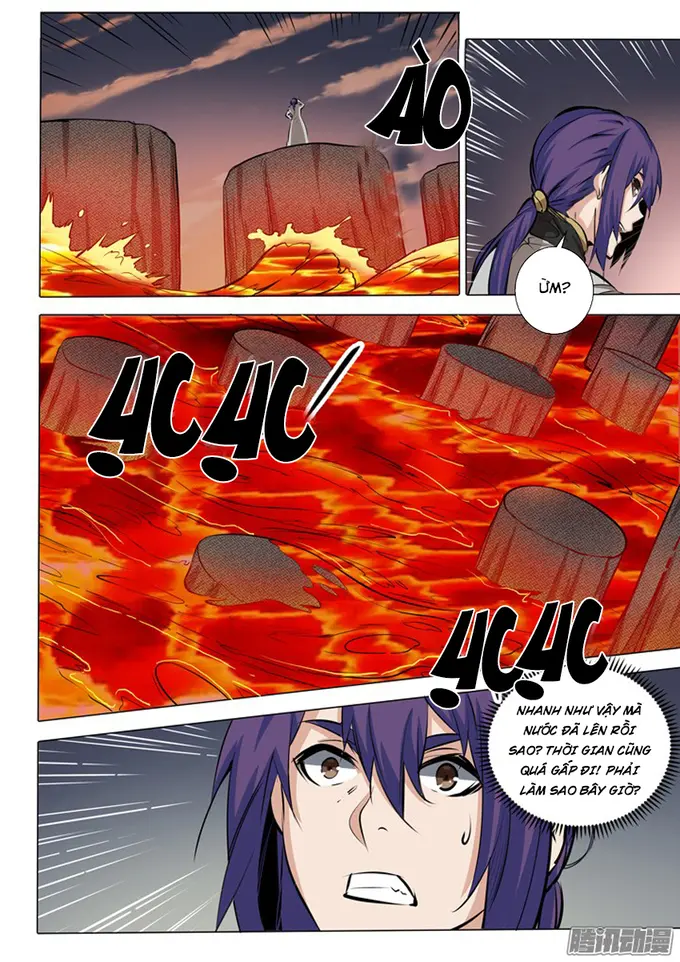 ÀO
ỪM?
ỤC ỤC
ỤC ỤC
NHANH NHƯ VẬY MÀ
NƯỚC ĐÃ LÊN RỒI
SAO? THỜI GIAN CŨNG
QUÁ GẤP ĐI! PHẢI
LÀM SAO BÂY GIỜ?
腾讯动漫